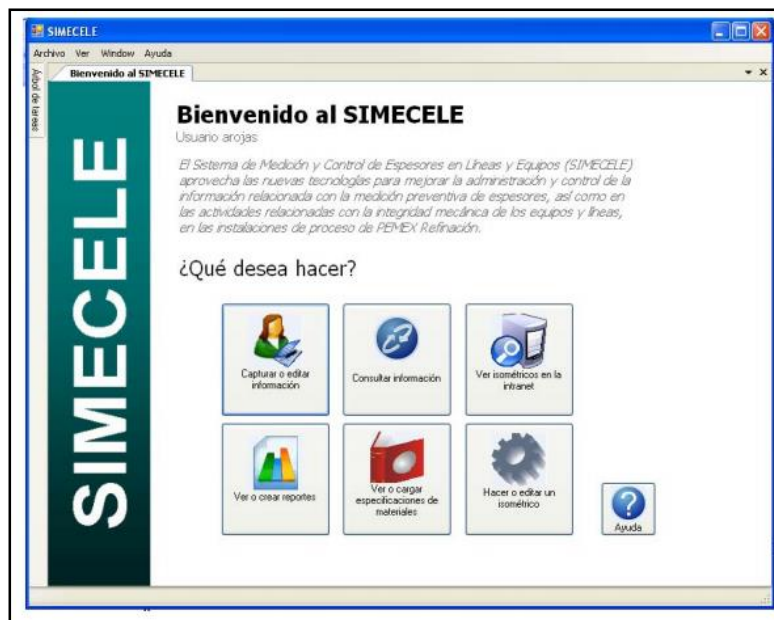 SIMECELE
Archivo Ver Window Ayuda
Árbol de tareas
Bienvenido al SIMECELE
SIMECELE
Bienvenido al SIMECELE
Usuario arojas
El Sistema de Medición y Control de Espesores en Líneas y Equipos (SIMECELE)
aprovecha las nuevas tecnologías para mejorar la administración y control de la
información relacionada con la medición preventiva de espesores, así como en
las actividades relacionadas con la integridad mecánica de los equipos y líneas,
en las instalaciones de proceso de PEMEX Refinación.
¿Qué desea hacer?
Capturar o editar
información
Consultar información
Ver isométricos en la
intranet
Ver o crear reportes
Ver o cargar
especificaciones de
materiales
Hacer o editar un
isométrico
Ayuda